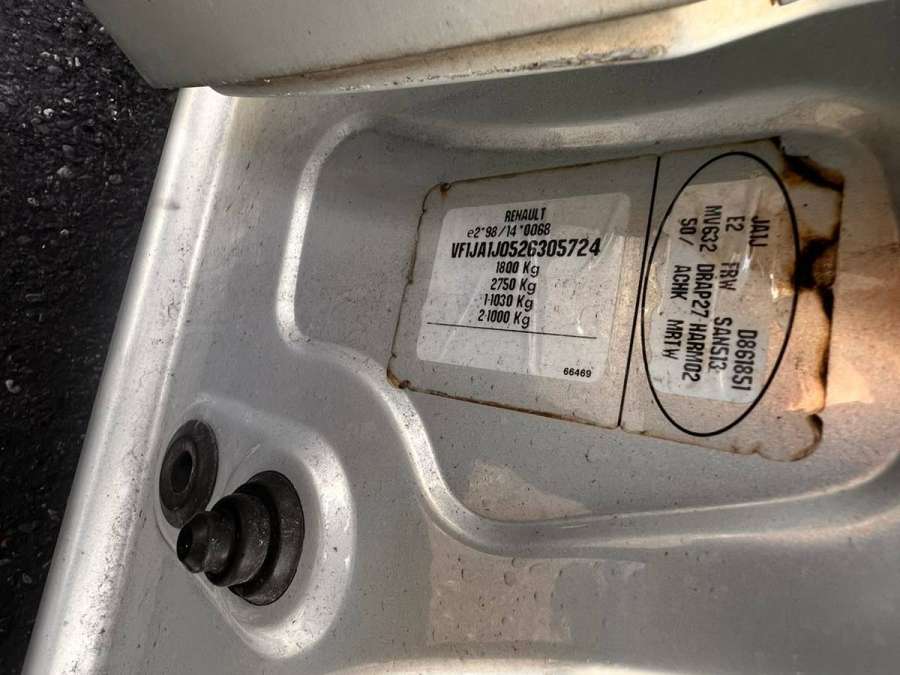 RENAULT
e2*98/14*0068
VF1JA1J0526305724
1800 Kg
2750 Kg
1-1030 Kg
2-1000 Kg
66469
JA1J D861851
E2 TRW SAN513
MV632 DRAP27 HARM02
50/ ACHK MRTW